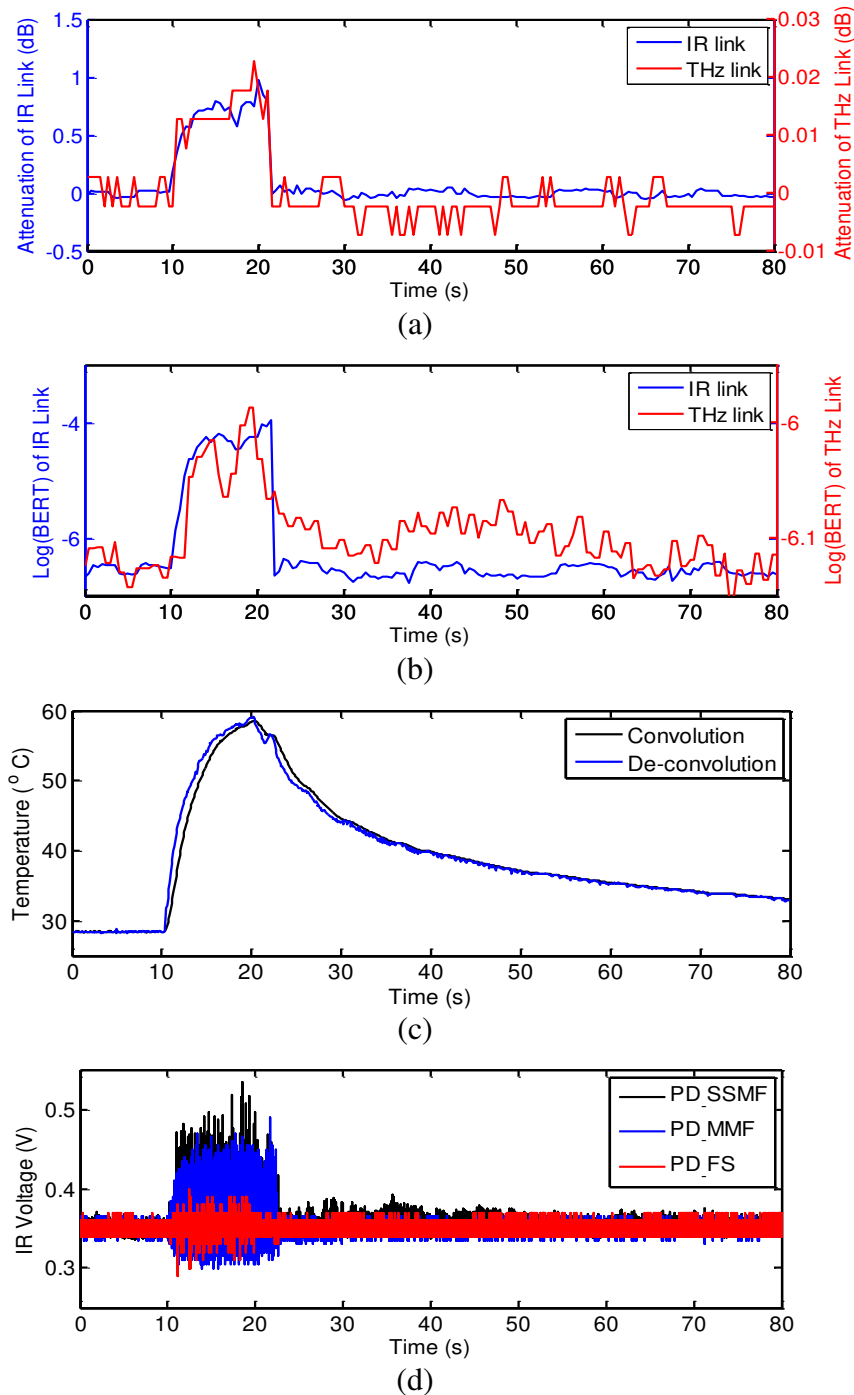 1.5
1
0.5
0
-0.5
Attenuation of IR Link (dB)
IR link
THz link
0.03
0.02
0.01
0
-0.01
Attenuation of THz Link (dB)
0 10 20 30 40 50 60 70 80
Time (s)
(a)
-4
-6
Log(BERT) of IR Link
IR link
THz link
-6
-6.1
Log(BERT) of THz Link
0 10 20 30 40 50 60 70 80
Time (s)
(b)
60
50
40
30
Temperature (° C)
Convolution
De-convolution
0 10 20 30 40 50 60 70 80
Time (s)
(c)
0.5
0.4
0.3
IR Voltage (V)
PD_SSMF
PD_MMF
PD_FS
0 10 20 30 40 50 60 70 80
Time (s)
(d)